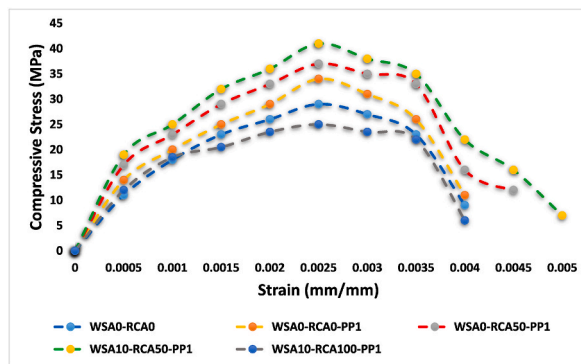 Compressive Stress (MPa)
45
40
35
30
25
20
15
10
5
0
0 0.0005 0.001 0.0015 0.002 0.0025 0.003 0.0035 0.004 0.0045 0.005
Strain (mm/mm)
WSA0-RCA0 WSA0-RCA0-PP1 WSA0-RCA50-PP1
WSA10-RCA50-PP1 WSA10-RCA100-PP1